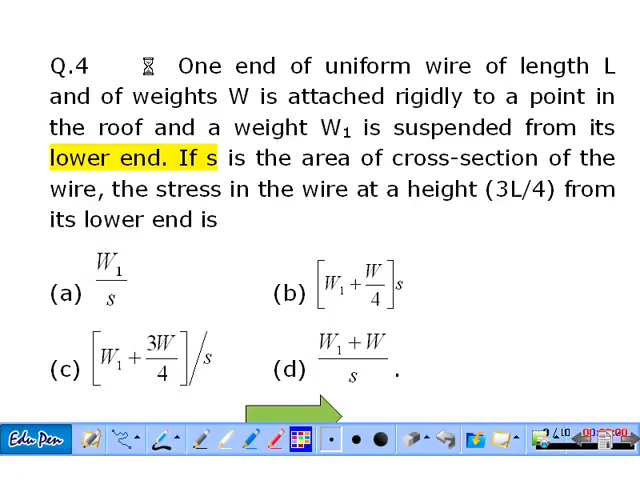 Q.4 One end of uniform wire of length L
and of weights W is attached rigidly to a point in
the roof and a weight W₁ is suspended from its
lower end. If s is the area of cross-section of the
wire, the stress in the wire at a height (3L/4) from
its lower end is
(a) W₁/s (b) [W₁ + W/4]s
(c) [W₁ + 3W/4]/s (d) (W₁ + W)/s .
Edu Pen